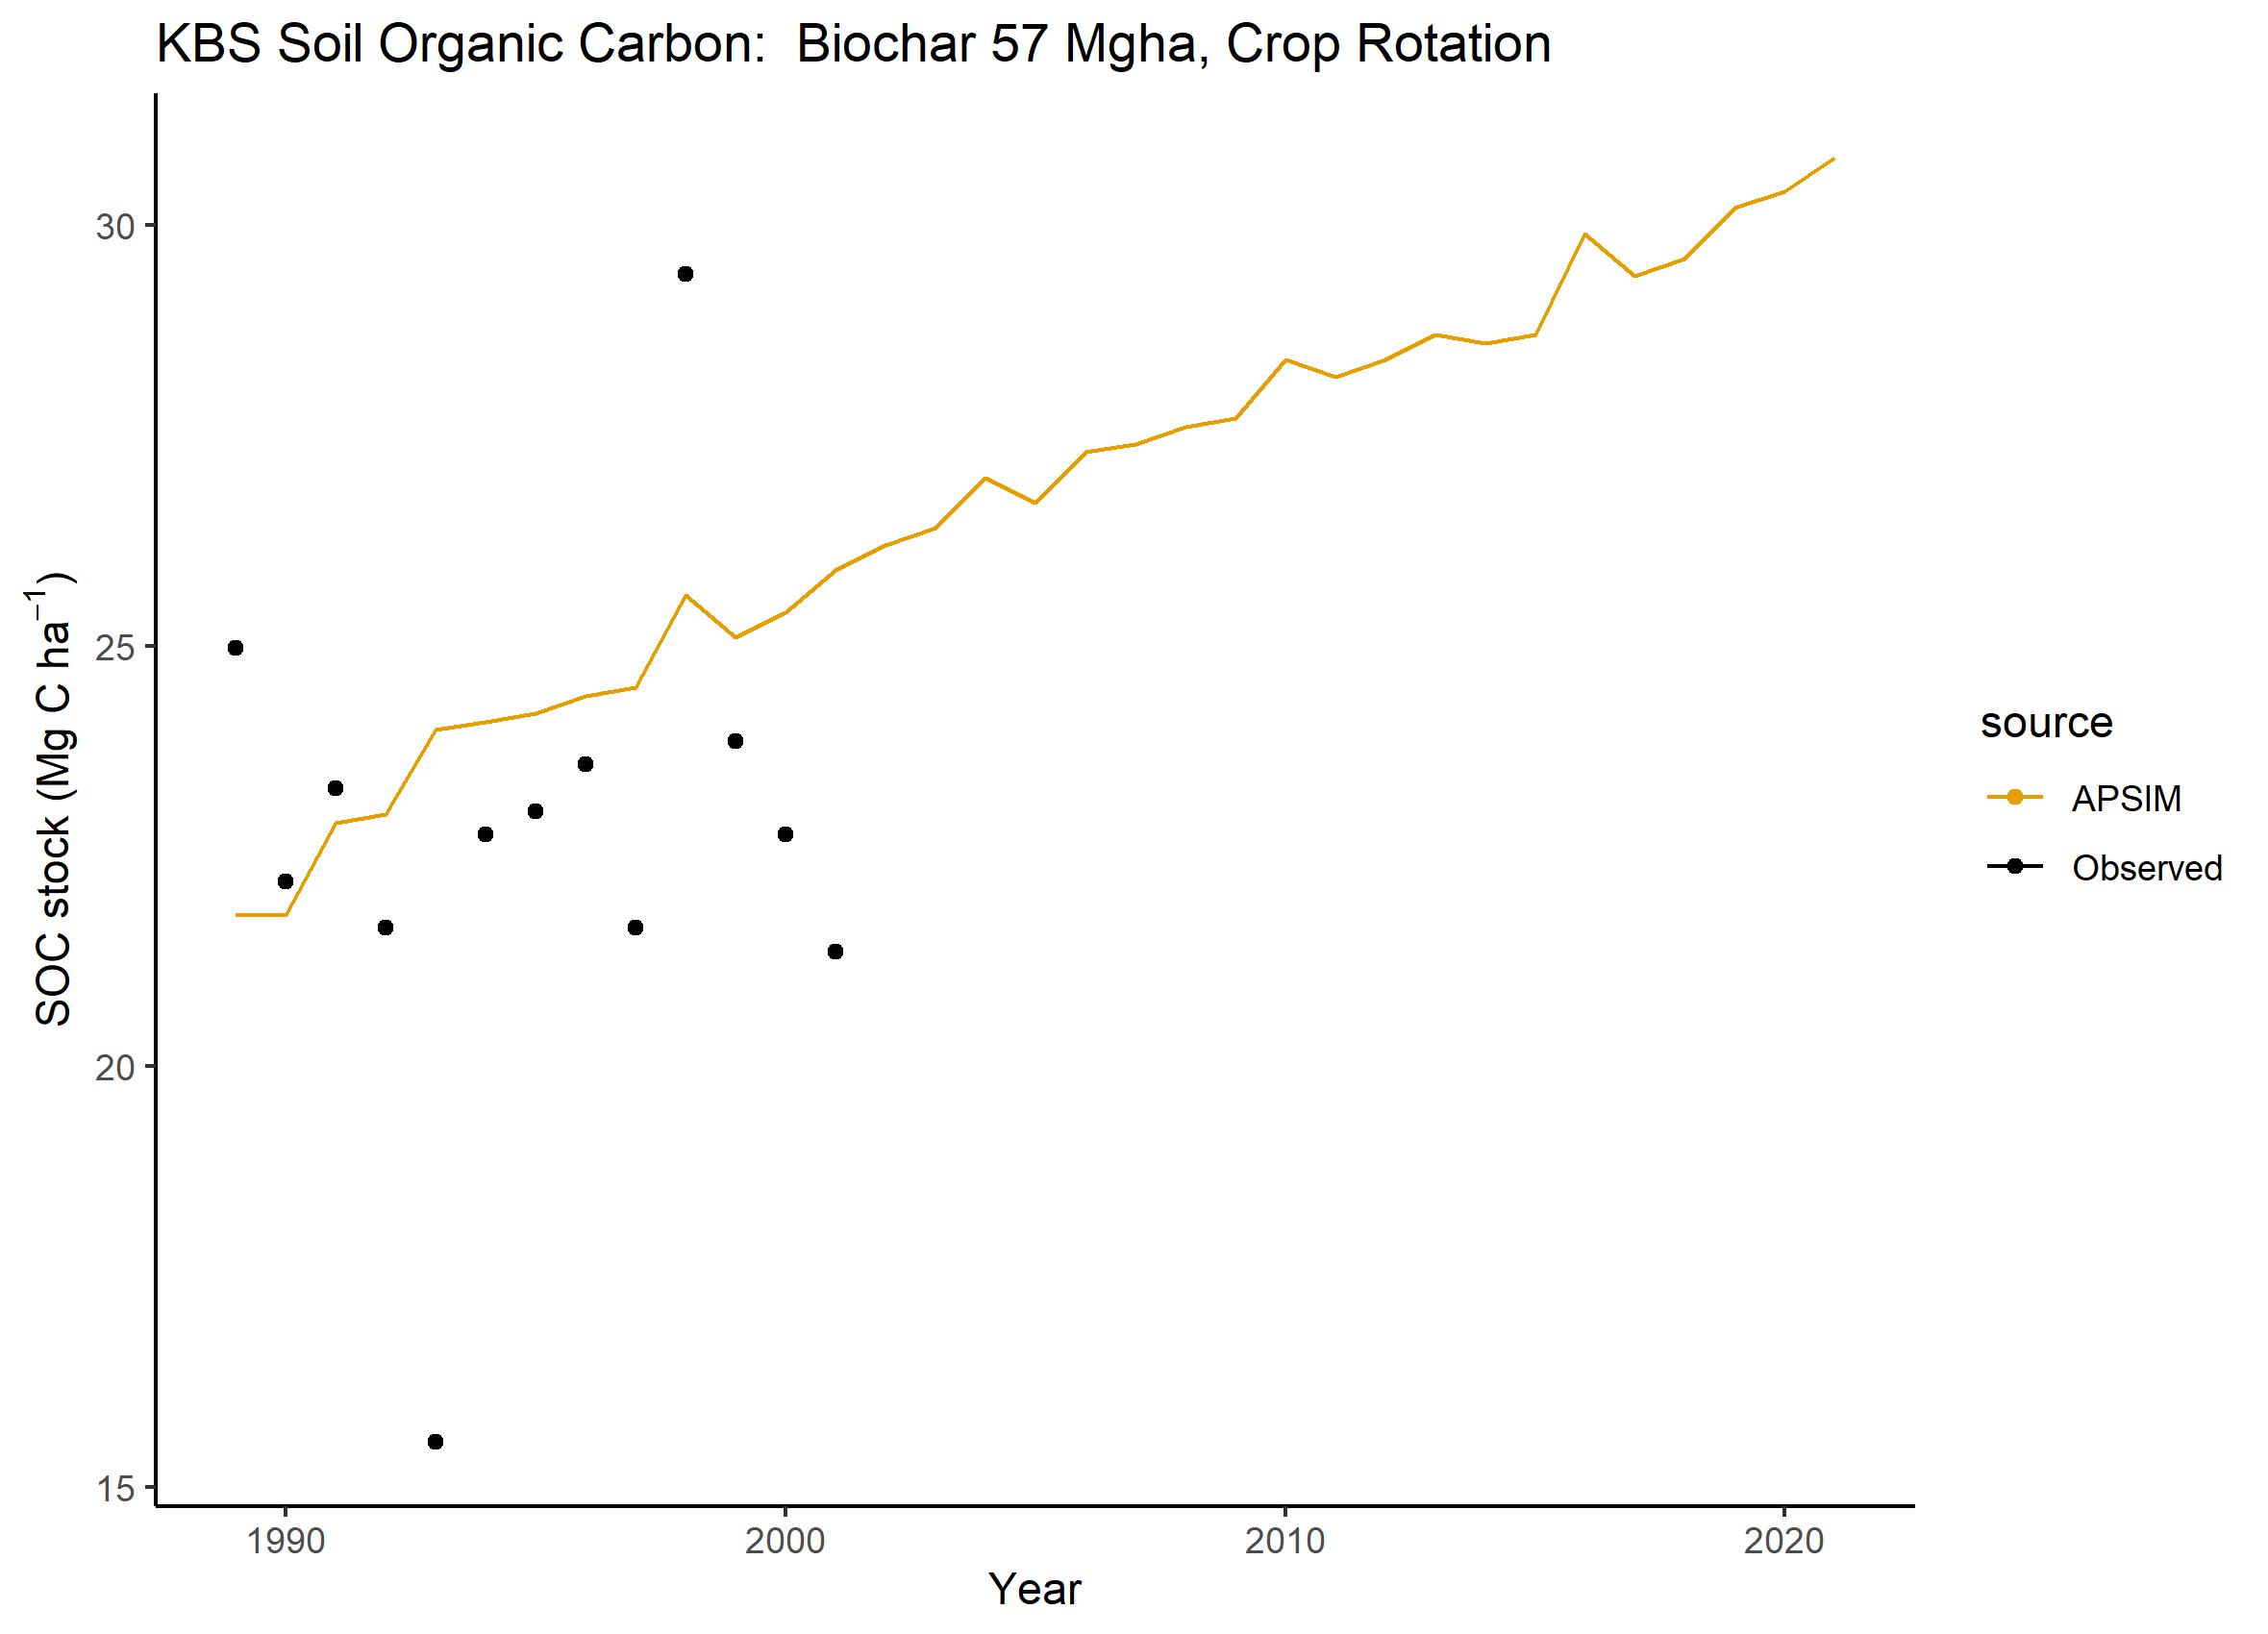 KBS Soil Organic Carbon:  Biochar 57 Mgha, Crop Rotation
SOC stock (Mg C ha⁻¹)
30
25
20
15
1990 2000 2010 2020
Year
source
APSIM
Observed